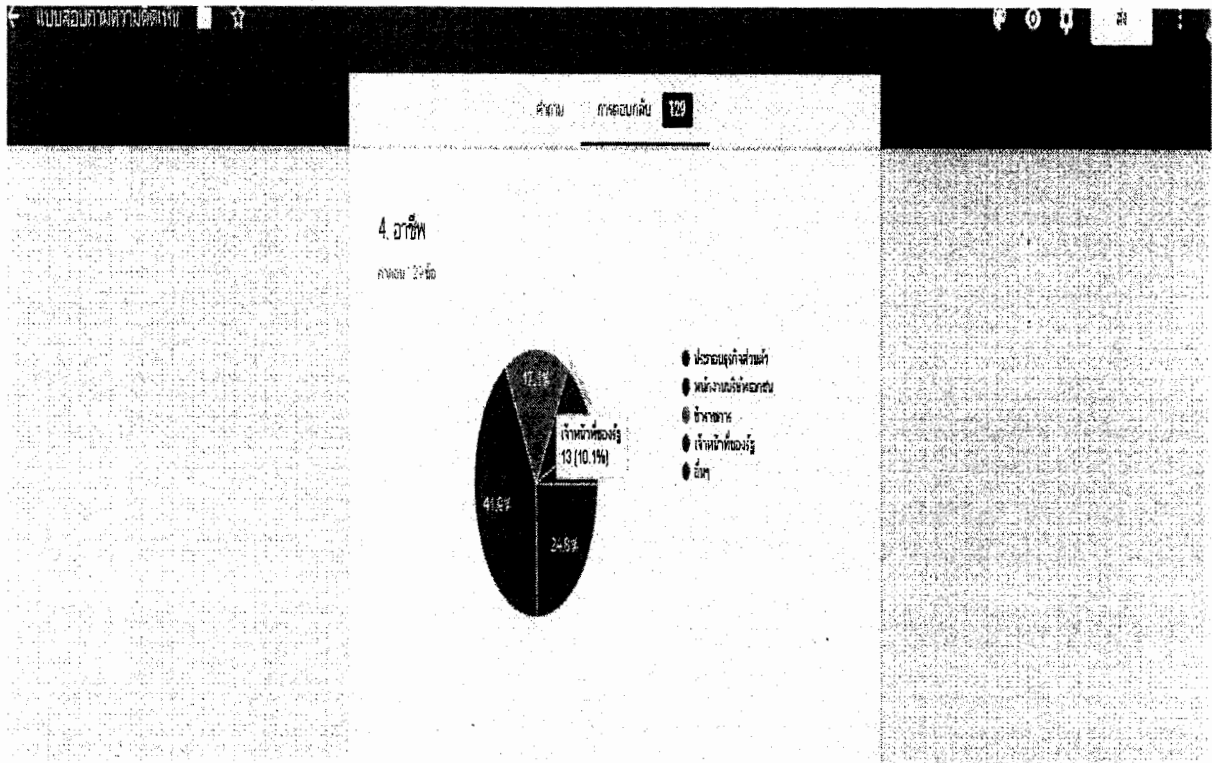 แบบสอบถามความคิดเห็น
ส่ง
คำถาม การตอบกลับ 129
4. อาชีพ
คำตอบ 129 ข้อ
ประกอบธุรกิจส่วนตัว
พนักงานบริษัทเอกชน
ข้าราชการ
เจ้าหน้าที่ของรัฐ
อื่นๆ
17.1%
เจ้าหน้าที่ของรัฐ
13 (10.1%)
41.9%
24.8%